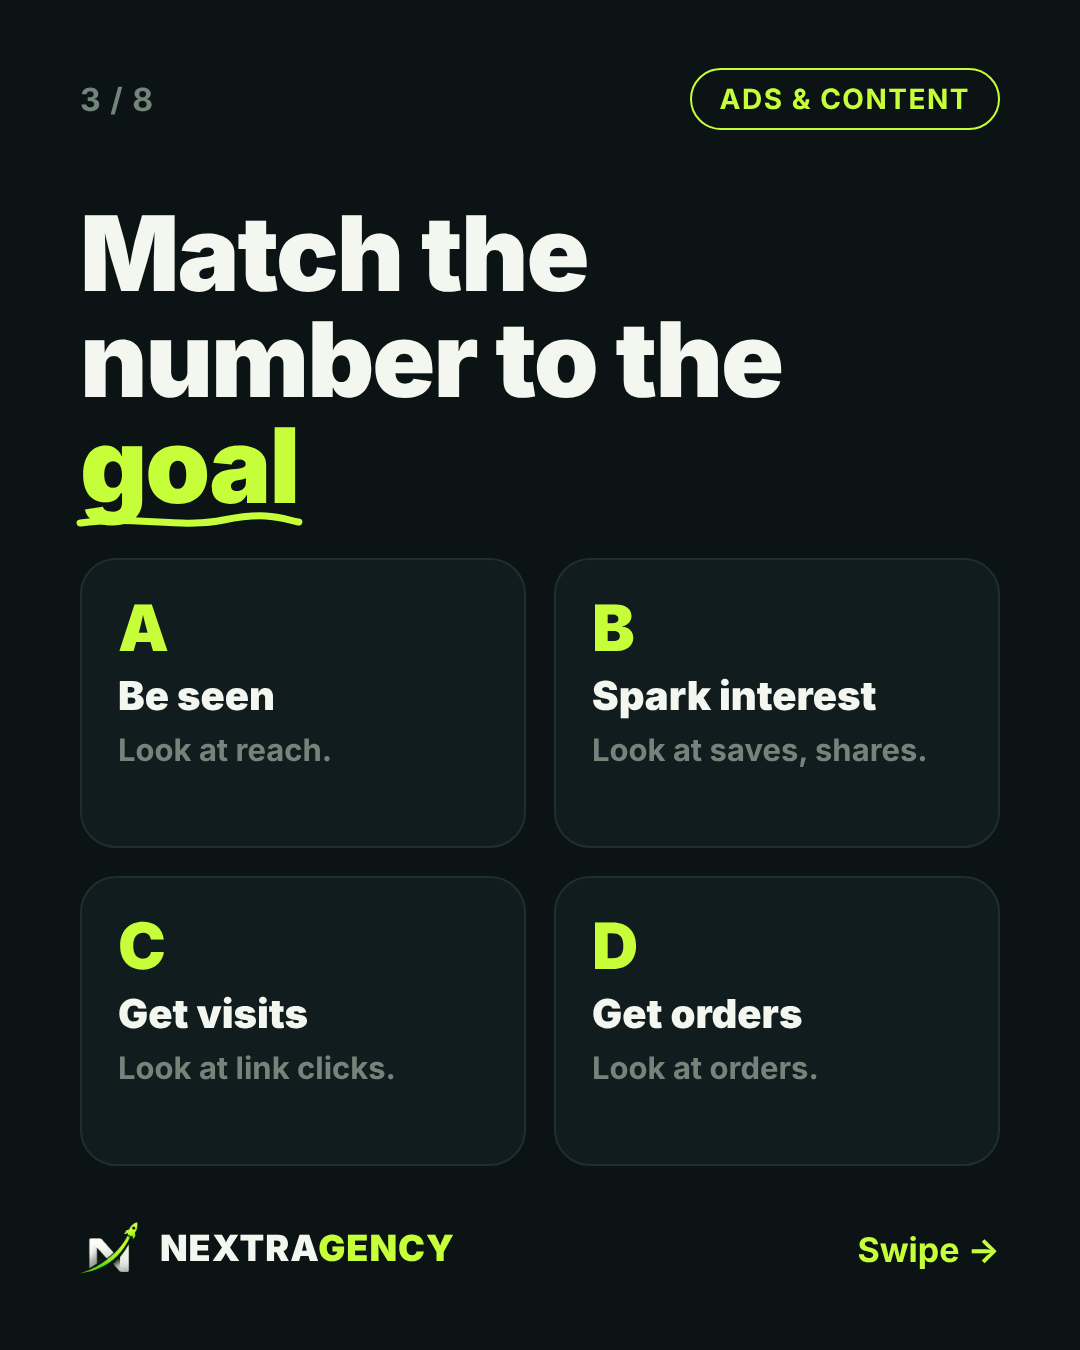 3 / 8
ADS & CONTENT
Match the
number to the
goal
A
Be seen
Look at reach.
B
Spark interest
Look at saves, shares.
C
Get visits
Look at link clicks.
D
Get orders
Look at orders.
NEXTRAGENCY
Swipe →